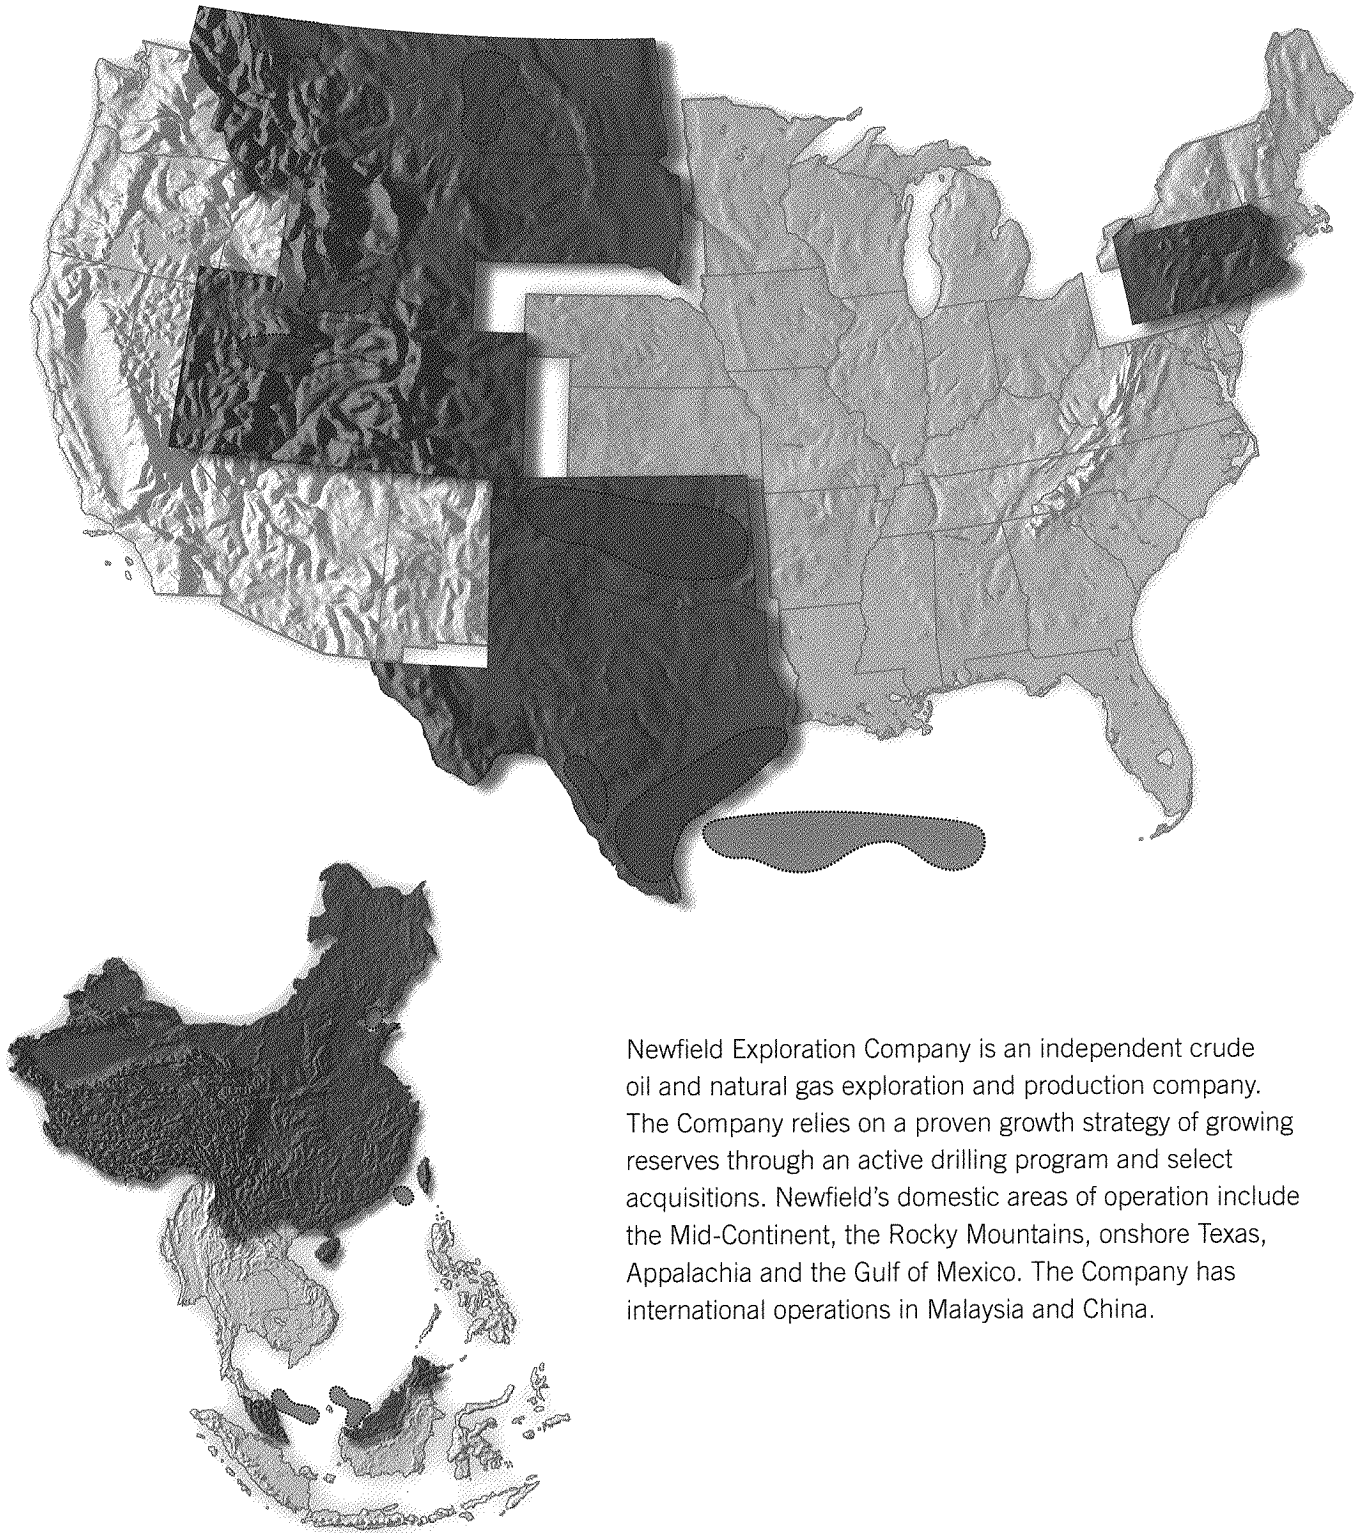 Newfield Exploration Company is an independent crude
oil and natural gas exploration and production company.
The Company relies on a proven growth strategy of growing
reserves through an active drilling program and select
acquisitions. Newfield’s domestic areas of operation include
the Mid-Continent, the Rocky Mountains, onshore Texas,
Appalachia and the Gulf of Mexico. The Company has
international operations in Malaysia and China.